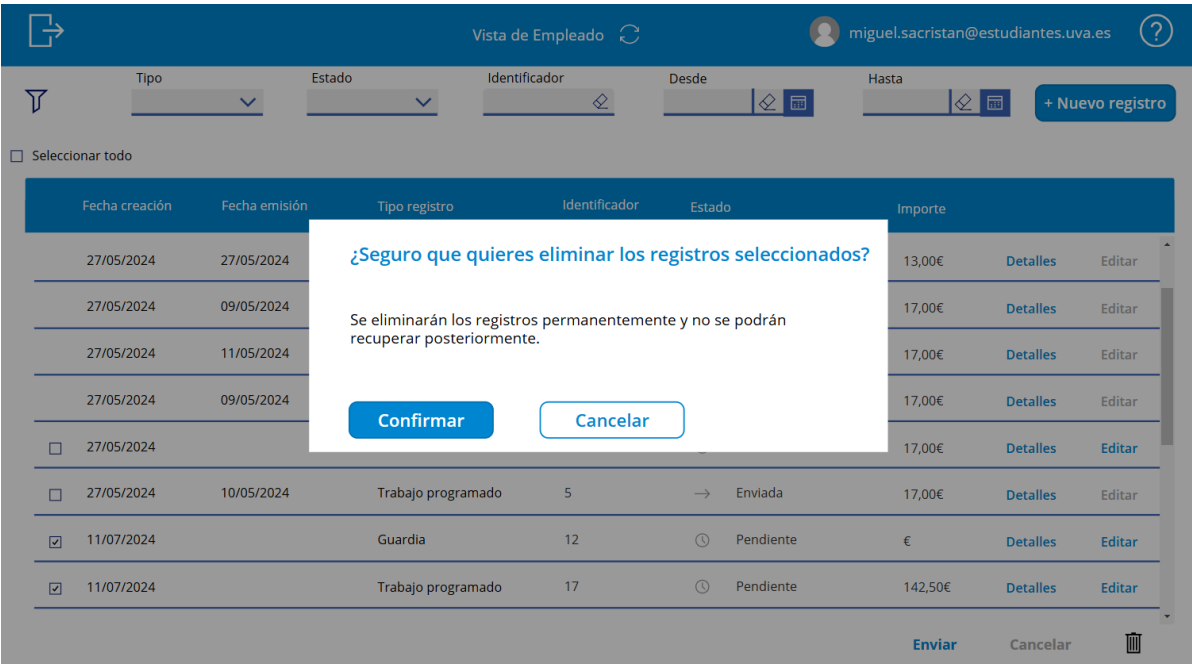 Vista de Empleado
miguel.sacristan@estudiantes.uva.es
?
Tipo
Estado
Identificador
Desde
Hasta
+ Nuevo registro
Seleccionar todo
Fecha creación Fecha emisión Tipo registro Identificador Estado Importe
27/05/2024 27/05/2024 13,00€ Detalles Editar
27/05/2024 09/05/2024 17,00€ Detalles Editar
27/05/2024 11/05/2024 17,00€ Detalles Editar
27/05/2024 09/05/2024 17,00€ Detalles Editar
27/05/2024 17,00€ Detalles Editar
27/05/2024 10/05/2024 Trabajo programado 5 Enviada 17,00€ Detalles Editar
11/07/2024 Guardia 12 Pendiente € Detalles Editar
11/07/2024 Trabajo programado 17 Pendiente 142,50€ Detalles Editar
¿Seguro que quieres eliminar los registros seleccionados?
Se eliminarán los registros permanentemente y no se podrán
recuperar posteriormente.
Confirmar Cancelar
Enviar Cancelar